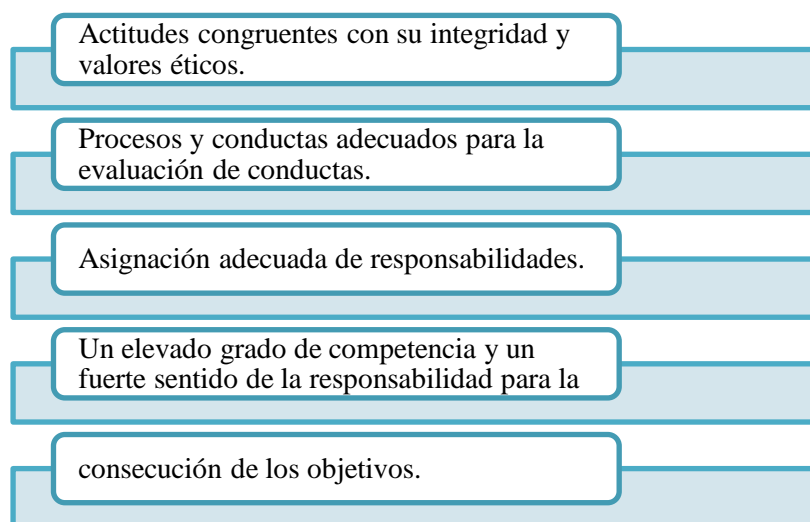 Actitudes congruentes con su integridad y
valores éticos.
Procesos y conductas adecuados para la
evaluación de conductas.
Asignación adecuada de responsabilidades.
Un elevado grado de competencia y un
fuerte sentido de la responsabilidad para la
consecución de los objetivos.